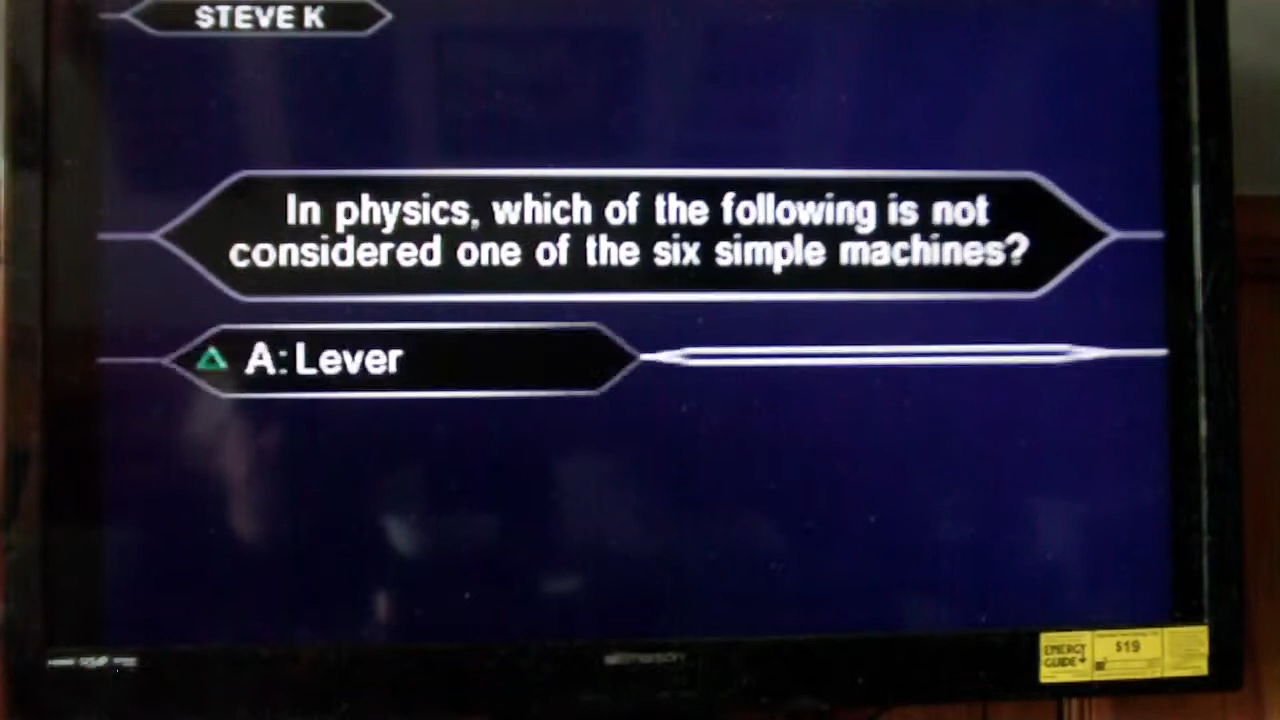 STEVE K
In physics, which of the following is not
considered one of the six simple machines?
A: Lever
EMERSON
ENERGY
GUIDE
$19